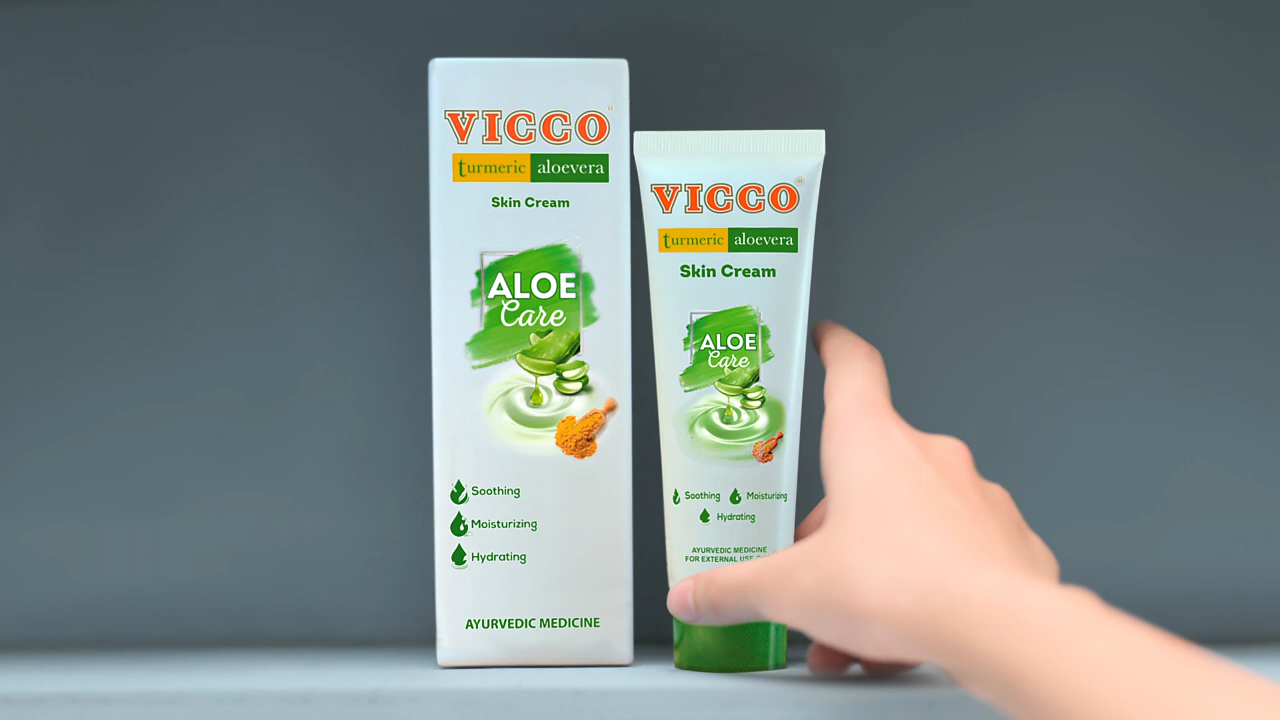 VICCO®
turmeric aloevera
Skin Cream
ALOE
Care
Soothing
Moisturizing
Hydrating
AYURVEDIC MEDICINE
VICCO®
turmeric aloevera
Skin Cream
ALOE
Care
Soothing Moisturizing
Hydrating
AYURVEDIC MEDICINE
FOR EXTERNAL USE